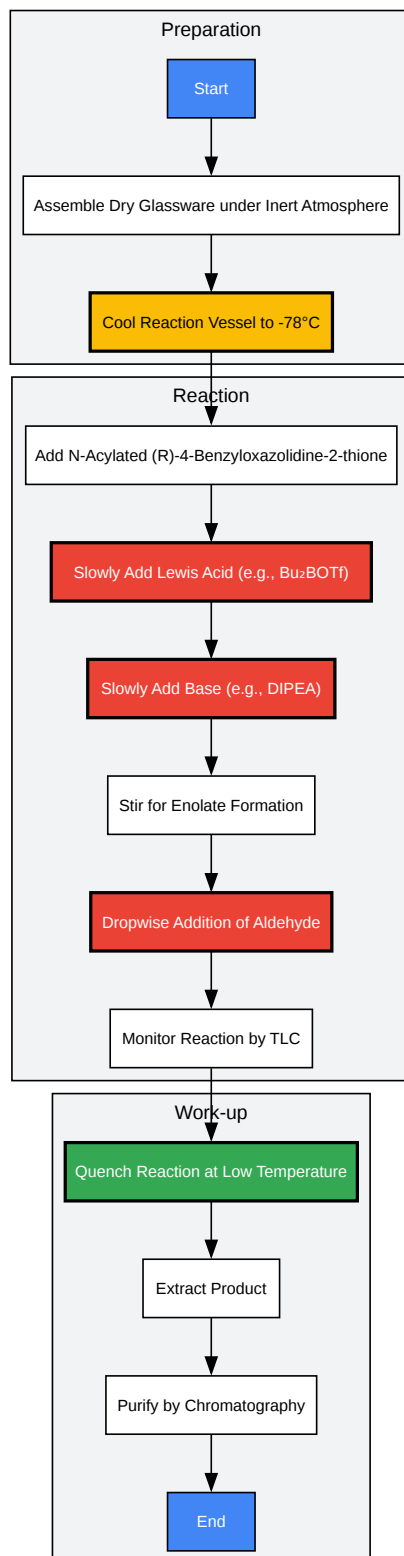 Preparation
Start
Assemble Dry Glassware under Inert Atmosphere
Cool Reaction Vessel to -78°C
Reaction
Add N-Acylated (R)-4-Benzyloxazolidine-2-thione
Slowly Add Lewis Acid (e.g., Bu₂BOTf)
Slowly Add Base (e.g., DIPEA)
Stir for Enolate Formation
Dropwise Addition of Aldehyde
Monitor Reaction by TLC
Work-up
Quench Reaction at Low Temperature
Extract Product
Purify by Chromatography
End